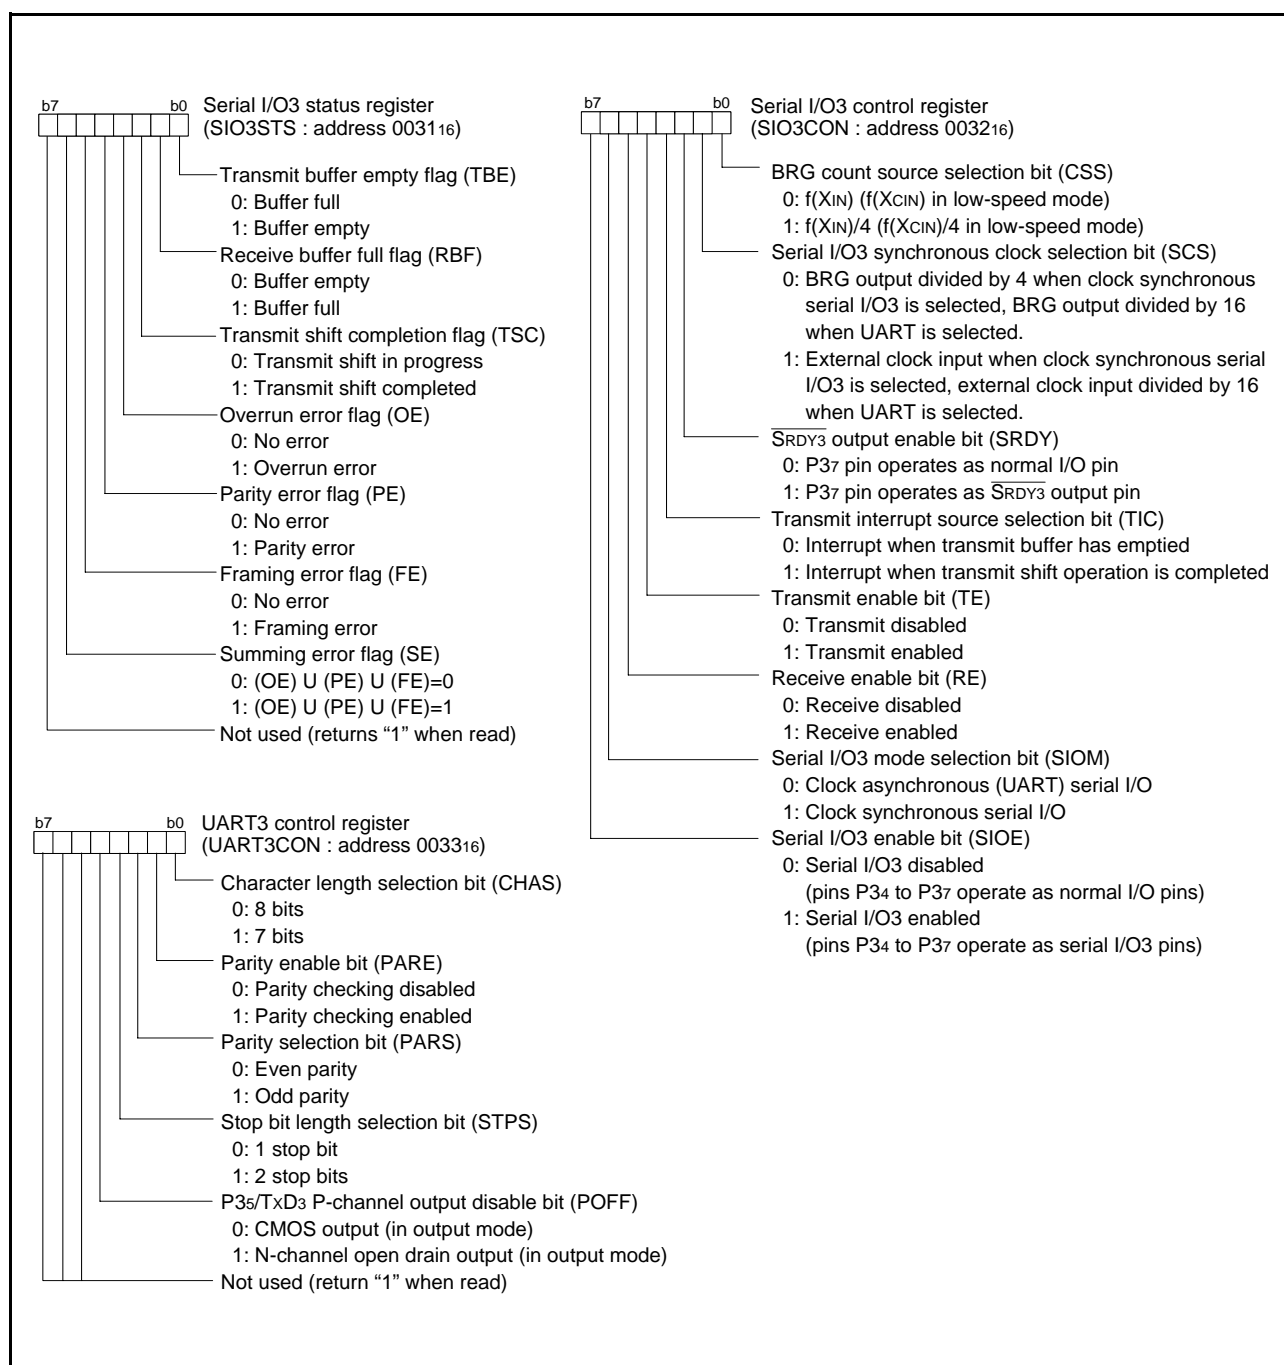 b7 b0 Serial I/O3 status register
(SIO3STS : address 003116)
Transmit buffer empty flag (TBE)
0: Buffer full
1: Buffer empty
Receive buffer full flag (RBF)
0: Buffer empty
1: Buffer full
Transmit shift completion flag (TSC)
0: Transmit shift in progress
1: Transmit shift completed
Overrun error flag (OE)
0: No error
1: Overrun error
Parity error flag (PE)
0: No error
1: Parity error
Framing error flag (FE)
0: No error
1: Framing error
Summing error flag (SE)
0: (OE) U (PE) U (FE)=0
1: (OE) U (PE) U (FE)=1
Not used (returns “1” when read)
b7 b0 UART3 control register
(UART3CON : address 003316)
Character length selection bit (CHAS)
0: 8 bits
1: 7 bits
Parity enable bit (PARE)
0: Parity checking disabled
1: Parity checking enabled
Parity selection bit (PARS)
0: Even parity
1: Odd parity
Stop bit length selection bit (STPS)
0: 1 stop bit
1: 2 stop bits
P35/TXD3 P-channel output disable bit (POFF)
0: CMOS output (in output mode)
1: N-channel open drain output (in output mode)
Not used (return “1” when read)
b7 b0 Serial I/O3 control register
(SIO3CON : address 003216)
BRG count source selection bit (CSS)
0: f(XIN) (f(XCIN) in low-speed mode)
1: f(XIN)/4 (f(XCIN)/4 in low-speed mode)
Serial I/O3 synchronous clock selection bit (SCS)
0: BRG output divided by 4 when clock synchronous
serial I/O3 is selected, BRG output divided by 16
when UART is selected.
1: External clock input when clock synchronous serial
I/O3 is selected, external clock input divided by 16
when UART is selected.
SRDY3 output enable bit (SRDY)
0: P37 pin operates as normal I/O pin
1: P37 pin operates as SRDY3 output pin
Transmit interrupt source selection bit (TIC)
0: Interrupt when transmit buffer has emptied
1: Interrupt when transmit shift operation is completed
Transmit enable bit (TE)
0: Transmit disabled
1: Transmit enabled
Receive enable bit (RE)
0: Receive disabled
1: Receive enabled
Serial I/O3 mode selection bit (SIOM)
0: Clock asynchronous (UART) serial I/O
1: Clock synchronous serial I/O
Serial I/O3 enable bit (SIOE)
0: Serial I/O3 disabled
(pins P34 to P37 operate as normal I/O pins)
1: Serial I/O3 enabled
(pins P34 to P37 operate as serial I/O3 pins)